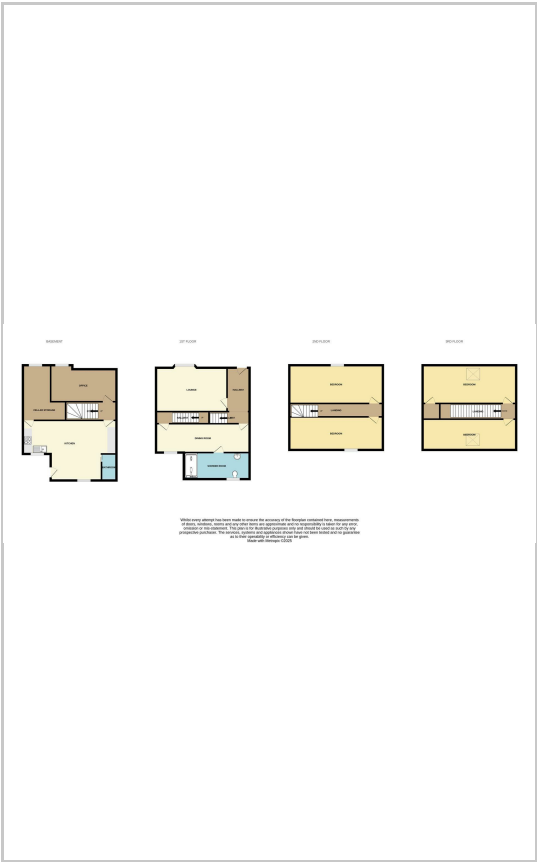 BASEMENT
1ST FLOOR
2ND FLOOR
3RD FLOOR
OFFICE
CELLAR STORAGE
KITCHEN
LOUNGE
HALLWAY
DINING ROOM
SHOWER ROOM
BEDROOM
LANDING
BEDROOM
BEDROOM
BEDROOM
Whilst every attempt has been made to ensure the accuracy of the floorplan contained here, measurements
of doors, windows, rooms and any other items are approximate and no responsibility is taken for any error,
omission or mis-statement. This plan is for illustrative purposes only and should be used as such by any
prospective purchaser. The services, systems and appliances shown have not been tested and no guarantee
as to their operability or efficiency can be given.
Made with Metropix ©2025